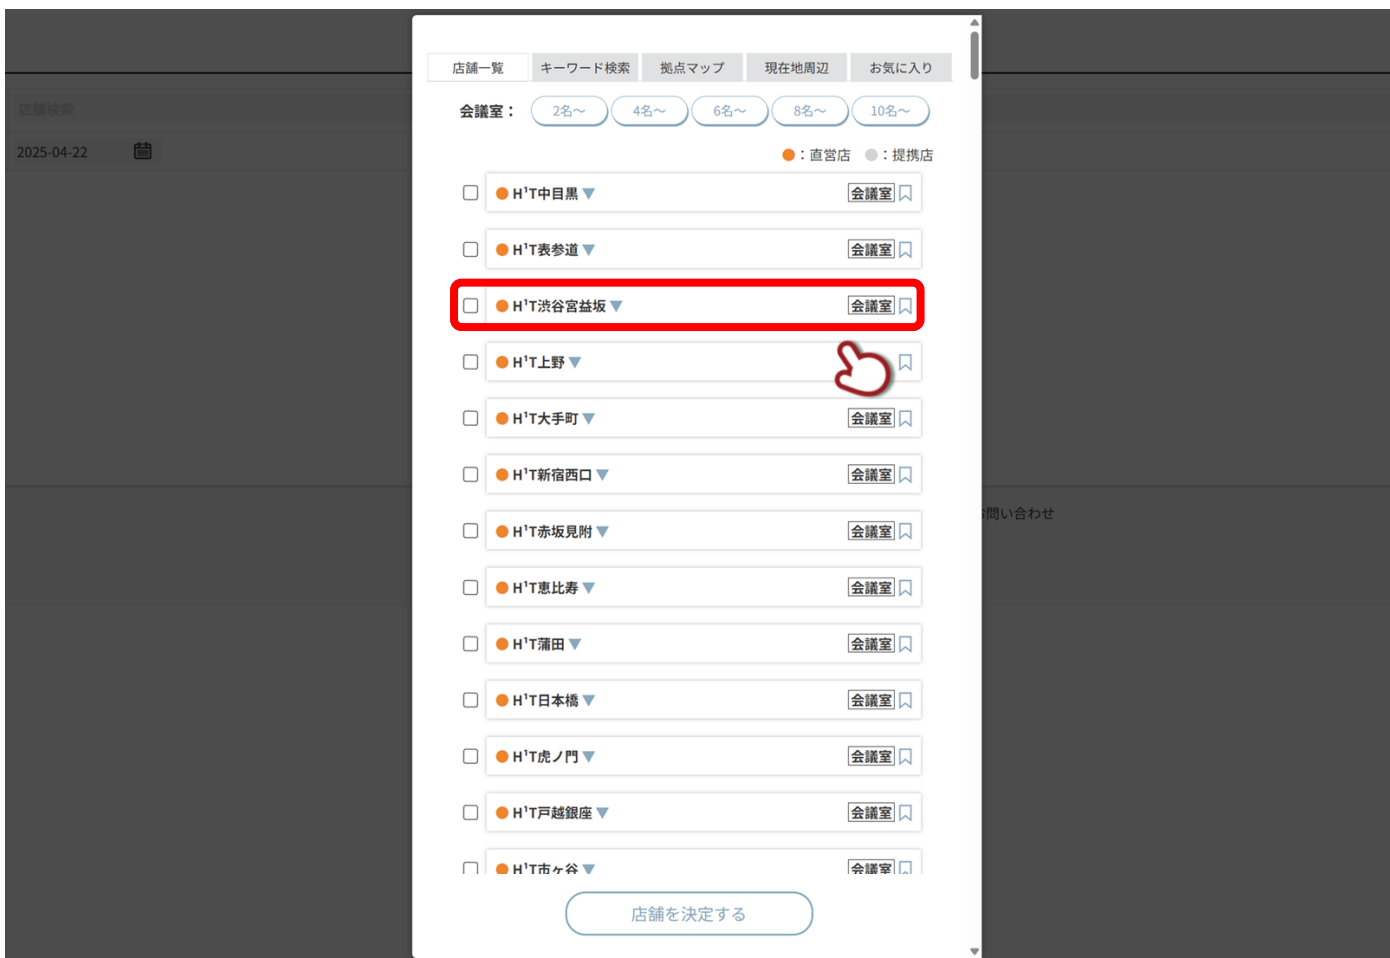 店舗一覧 キーワード検索 拠点マップ 現在地周辺 お気に入り
店舗検索
会議室： 2名〜 4名〜 6名〜 8名〜 10名〜
2025-04-22
：直営店 ：提携店
H¹T中目黒▼ 会議室
H¹T表参道▼ 会議室
H¹T渋谷宮益坂▼ 会議室
H¹T上野▼
H¹T大手町▼ 会議室
H¹T新宿西口▼ 会議室
お問い合わせ
H¹T赤坂見附▼ 会議室
H¹T恵比寿▼ 会議室
H¹T蒲田▼ 会議室
H¹T日本橋▼ 会議室
H¹T虎ノ門▼ 会議室
H¹T戸越銀座▼ 会議室
H¹T市ヶ谷▼ 会議室
店舗を決定する